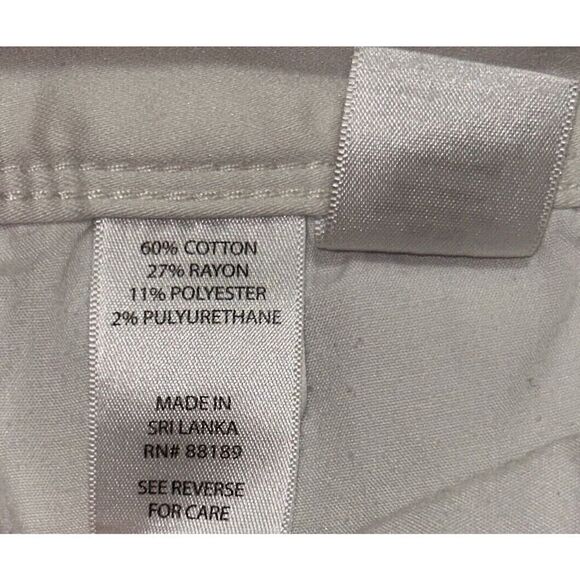 60% COTTON
27% RAYON
11% POLYESTER
2% PULYURETHANE
MADE IN
SRI LANKA
RN# 88189
SEE REVERSE
FOR CARE